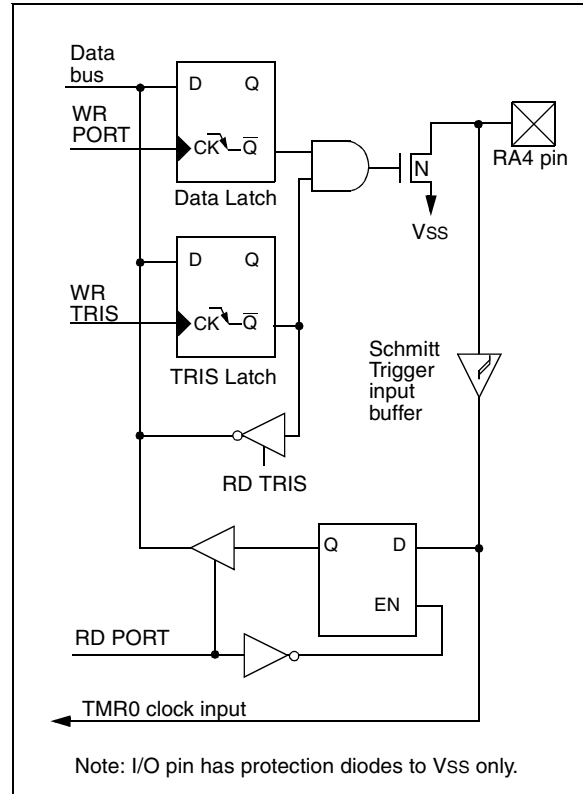 Data
bus
D Q
WR
PORT
CK Q
Data Latch
N
RA4 pin
VSS
D Q
WR
TRIS
CK Q
TRIS Latch
Schmitt
Trigger
input
buffer
RD TRIS
Q D
EN
RD PORT
TMR0 clock input
Note: I/O pin has protection diodes to VSS only.